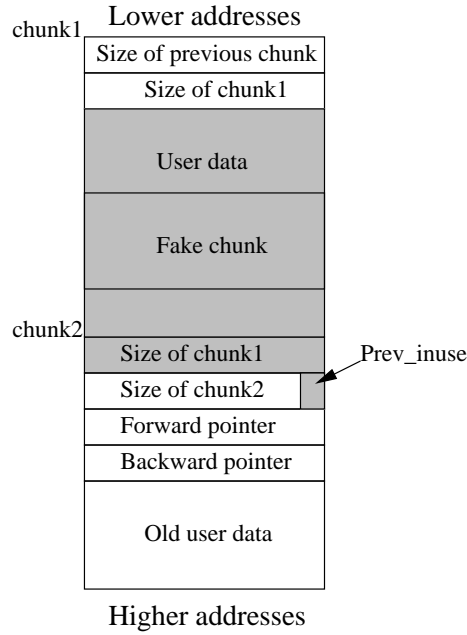 Lower addresses
chunk1
Size of previous chunk
Size of chunk1
User data
Fake chunk
chunk2
Size of chunk1
Prev_inuse
Size of chunk2
Forward pointer
Backward pointer
Old user data
Higher addresses